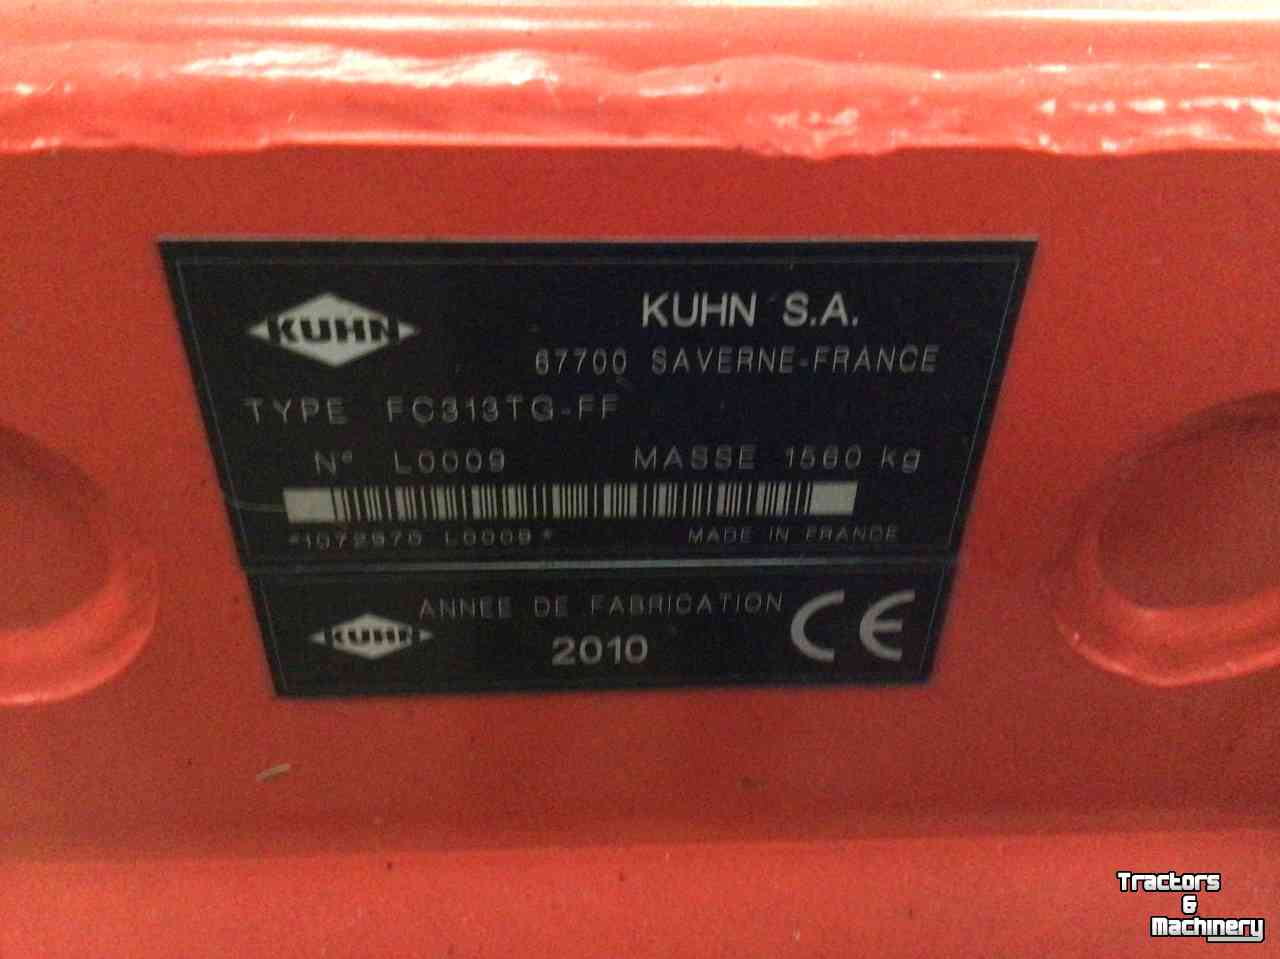 KUHN
KUHN S.A.
67700 SAVERNE-FRANCE
TYPE FC313TG-FF
N° L0009 MASSE 1560 kg
*1072970 L0009*
MADE IN FRANCE
KUHN
ANNEE DE FABRICATION
2010
CE
Tractors
&
Machinery